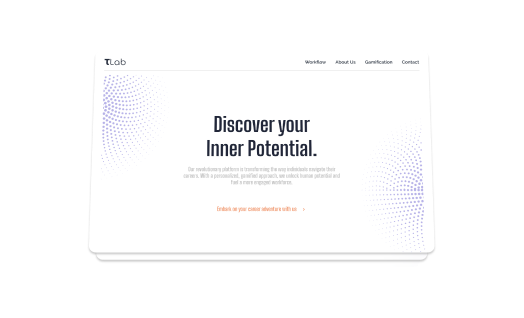 TLab
Workflow About Us Gamification Contact
Discover your
Inner Potential.
Our revolutionary platform is transforming the way individuals navigate their
careers. With a personalized, gamified approach, we unlock human potential and
fuel a more engaged workforce.
Embark on your career adventure with us